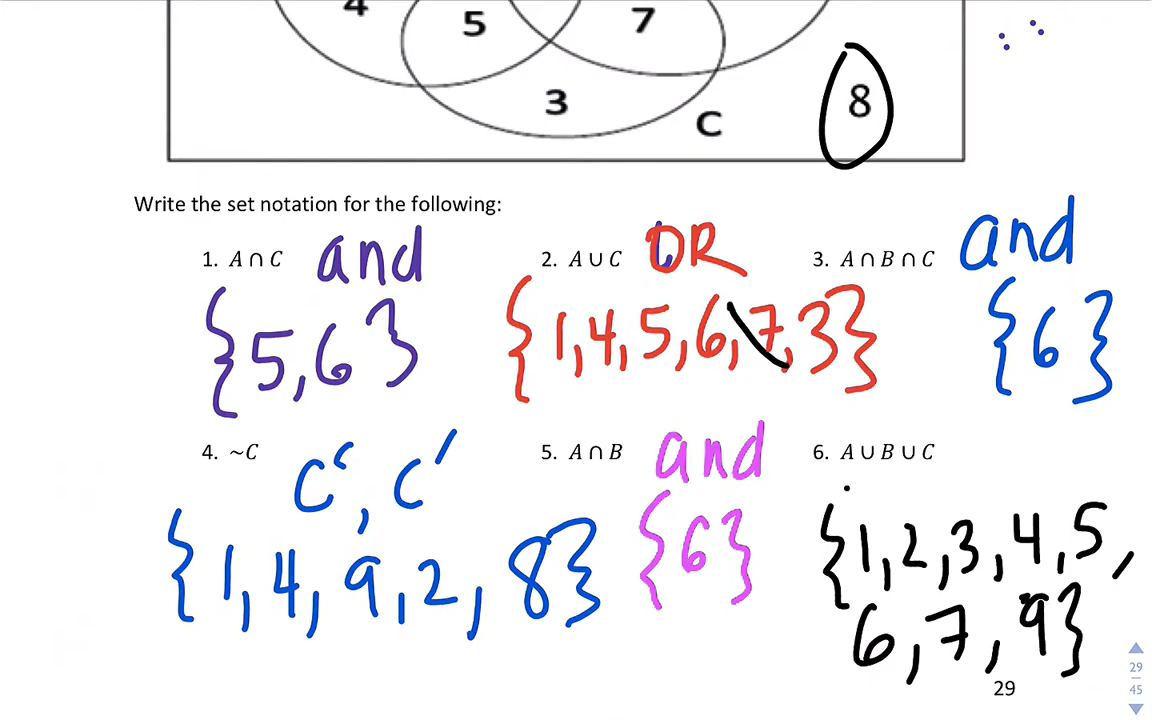 4
5
7
8
3
C
Write the set notation for the following:
1. A ∩ C and
2. A ∪ C OR
3. A ∩ B ∩ C and
{5,6}
{1,4,5,6,7,3}
{6}
4. ~C Cᶜ, C′
5. A ∩ B and
6. A ∪ B ∪ C
{1,4,9,2,8}
{6}
{1,2,3,4,5,
6,7,9}
29
29
45